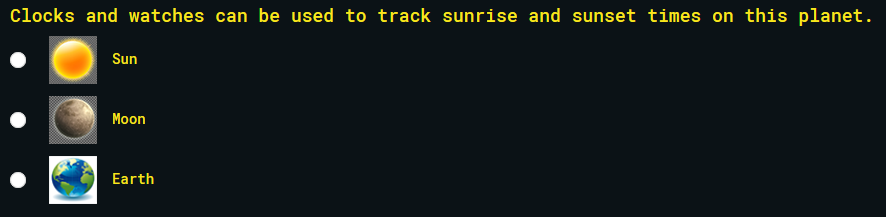 Clocks and watches can be used to track sunrise and sunset times on this planet.
Sun
Moon
Earth